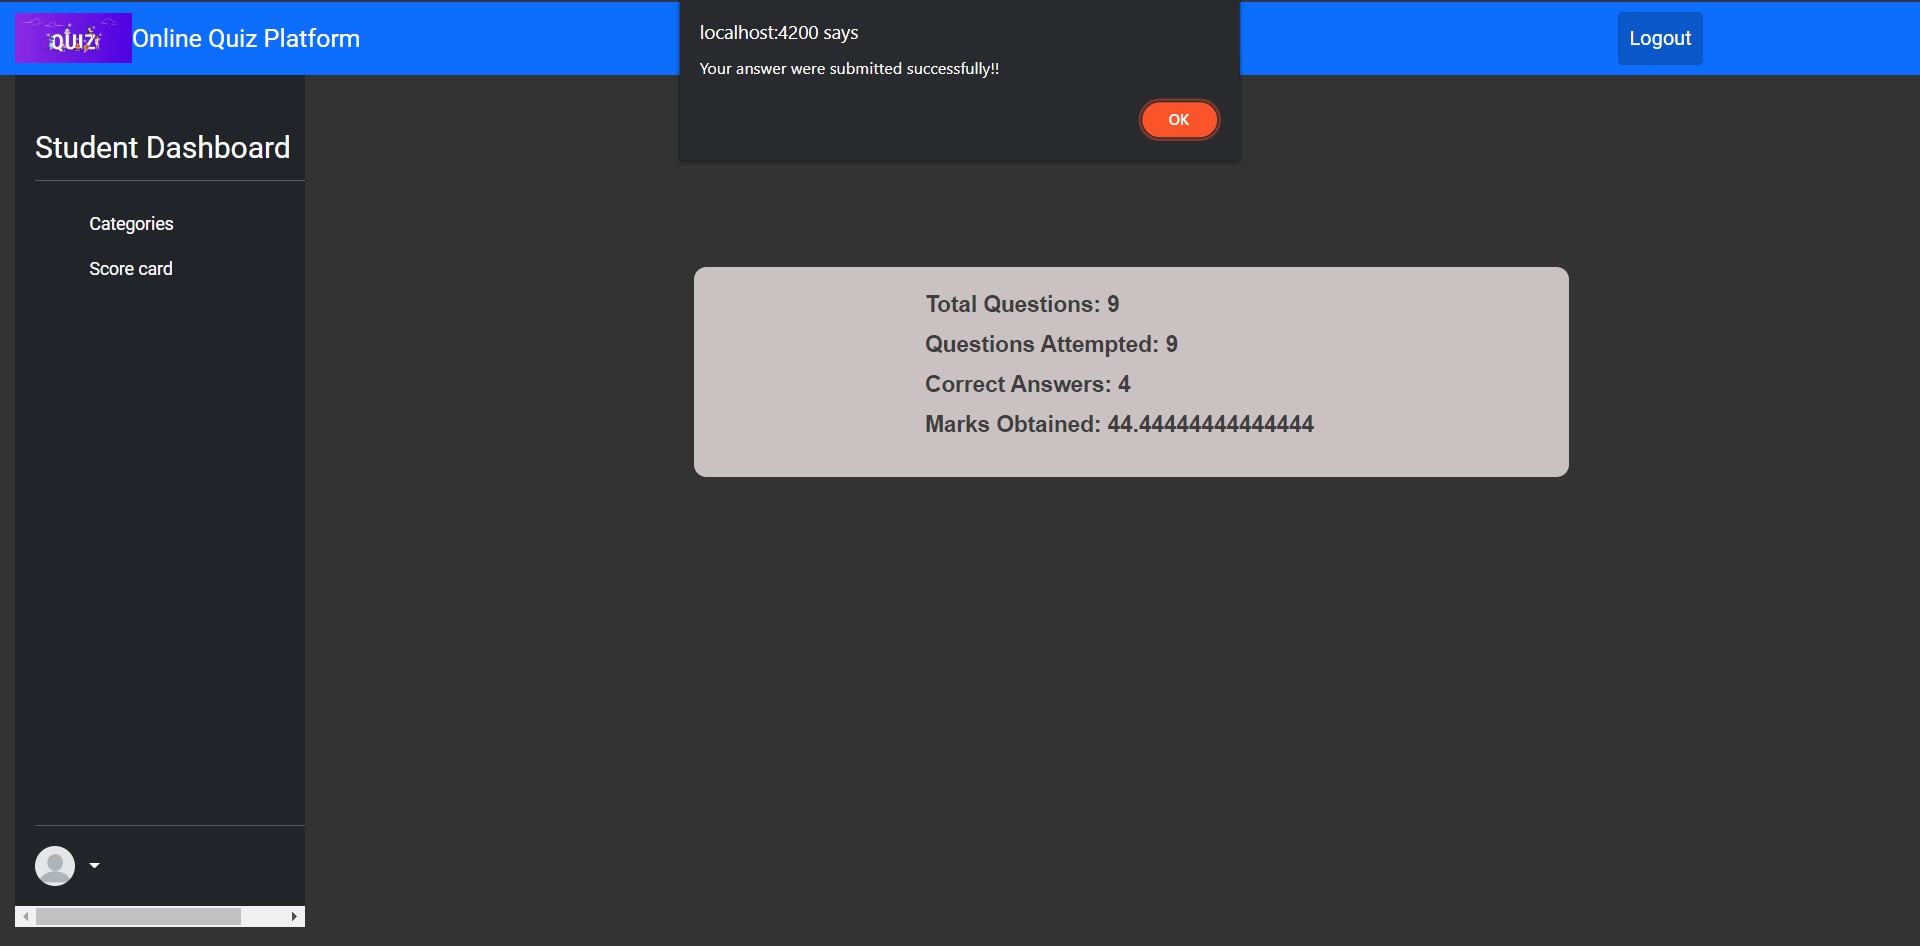 QUIZ
Online Quiz Platform
localhost:4200 says
Your answer were submitted successfully!!
OK
Logout
Student Dashboard
Categories
Score card
Total Questions: 9
Questions Attempted: 9
Correct Answers: 4
Marks Obtained: 44.44444444444444